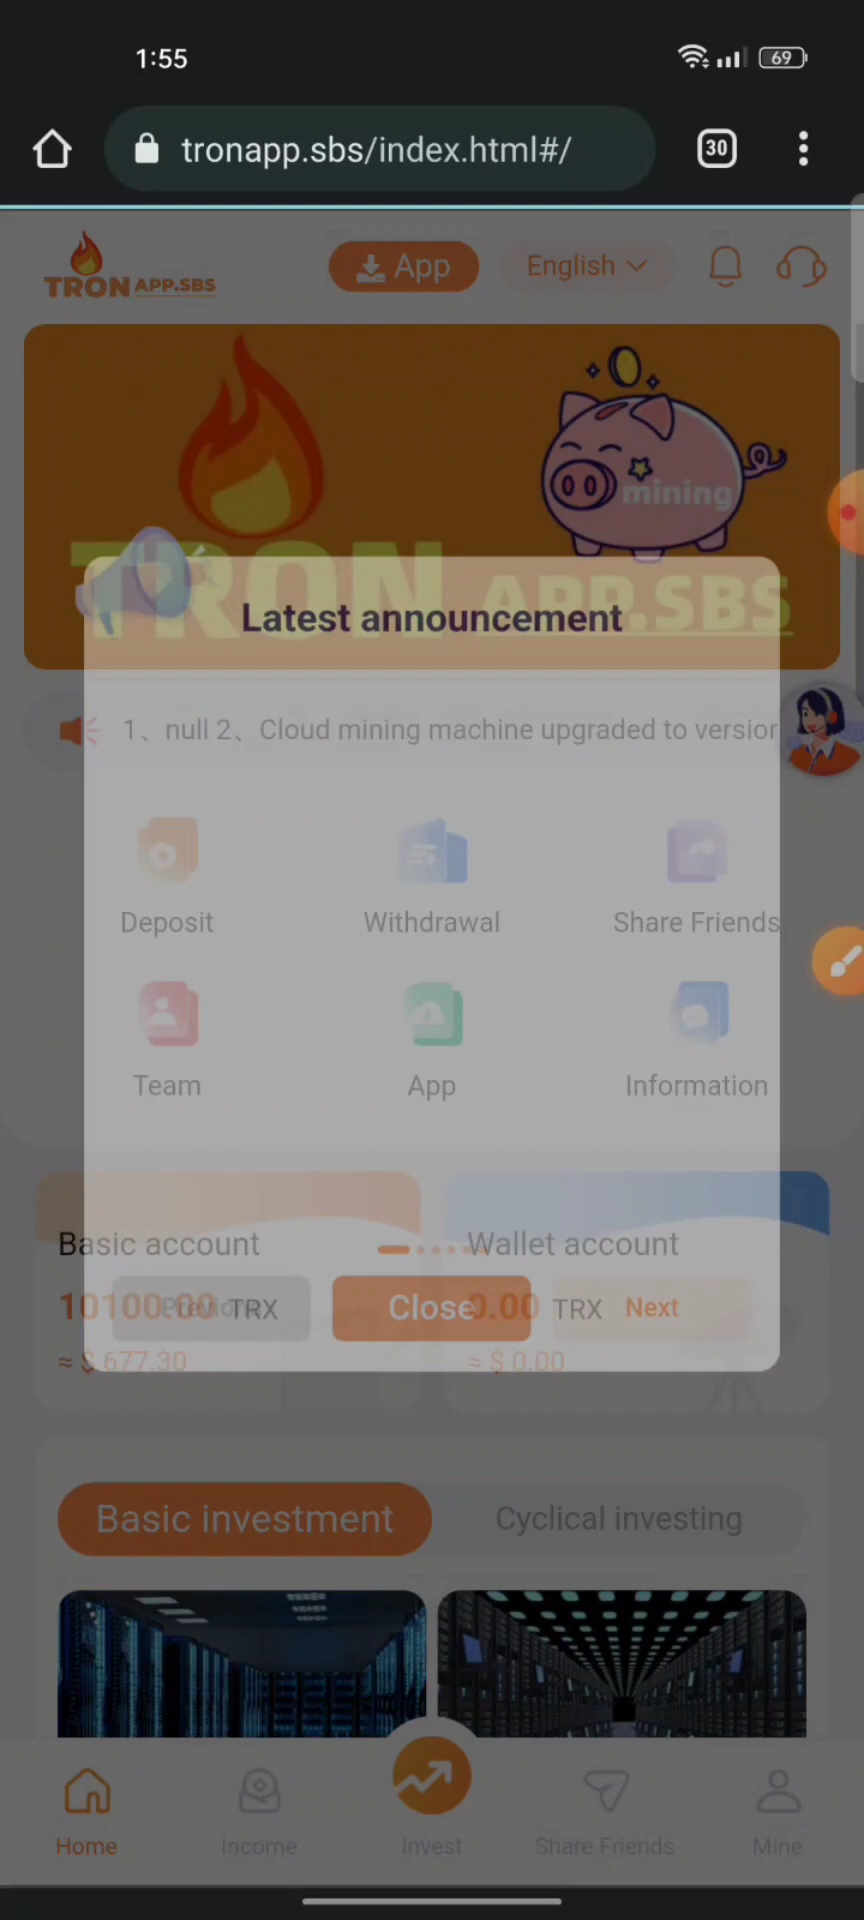 1:55
69
tronapp.sbs/index.html#/
30
TRON APP.SBS
App
English
mining
TRON APP.SBS
Latest announcement
1、null 2、Cloud mining machine upgraded to version
Deposit
Withdrawal
Share Friends
Team
App
Information
Basic account
Wallet account
10100.00 TRX
Previous
Close
0.00 TRX
Next
≈ $ 677.30
≈ $ 0.00
Basic investment
Cyclical investing
Home
Income
Invest
Share Friends
Mine